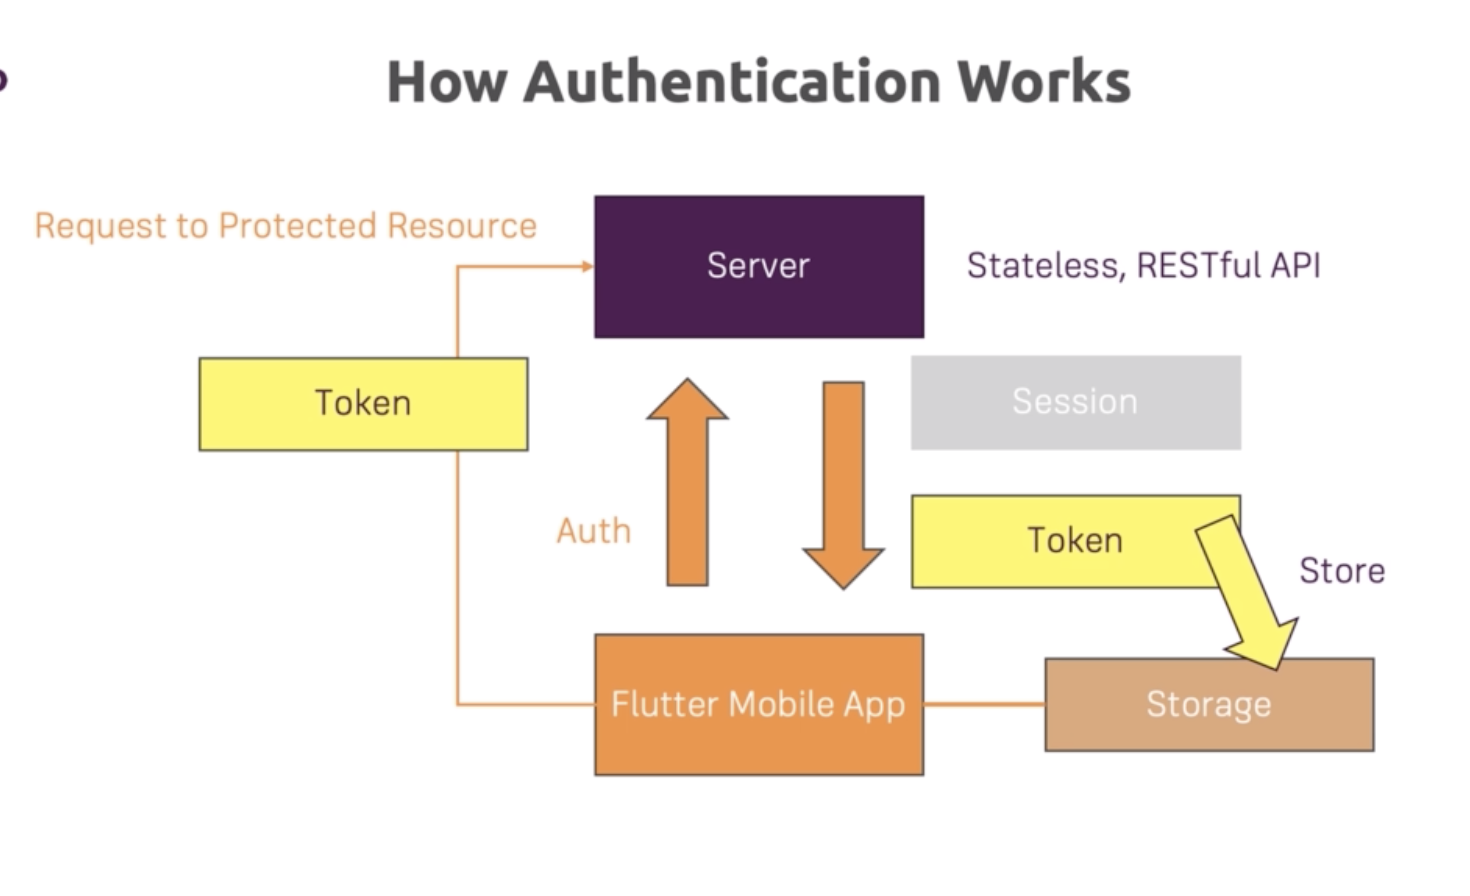 How Authentication Works
Request to Protected Resource
Server
Stateless, RESTful API
Token
Session
Auth
Token
Store
Flutter Mobile App
Storage